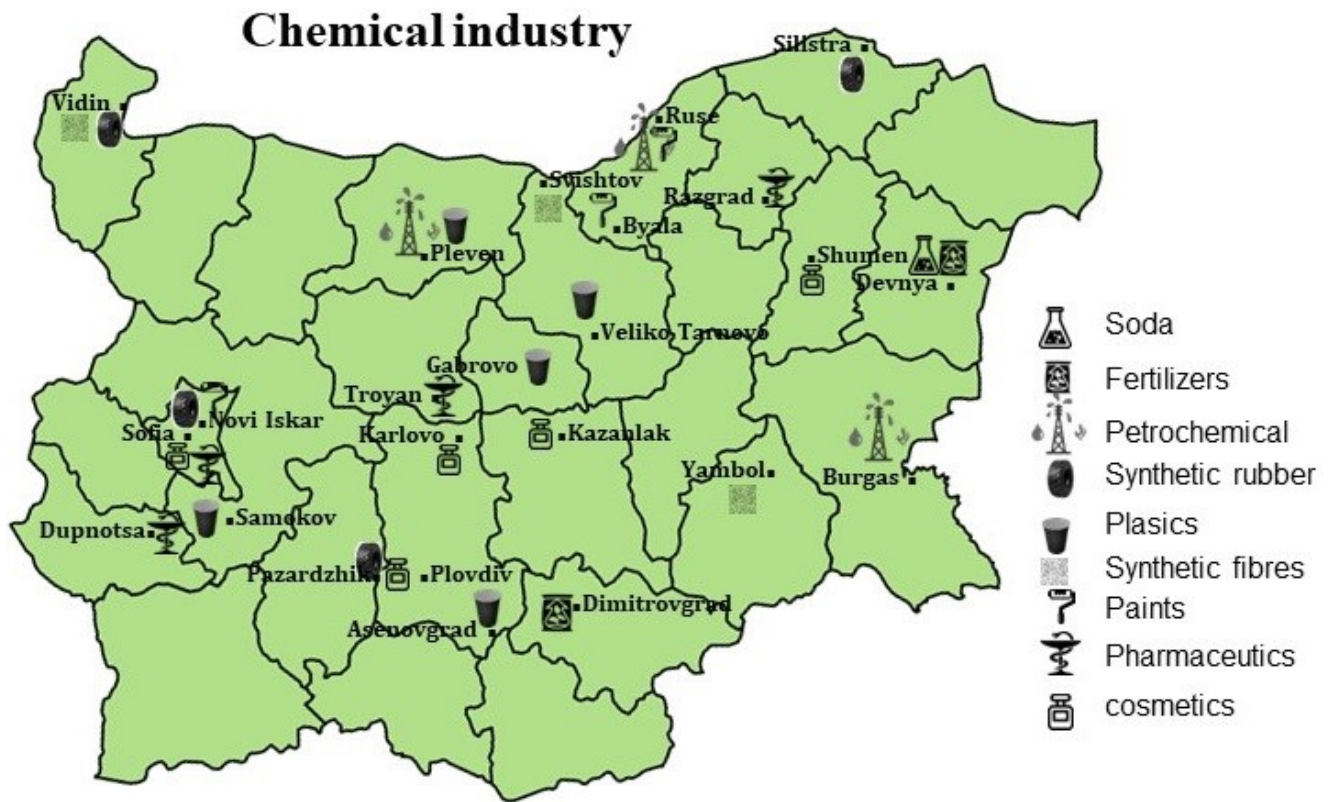 Chemical industry
Sillstra
Vidin
Ruse
Svishtov
Razgrad
Byala
Pleven
Shumen
Devnya
Veliko Tarnovo
Gabrovo
Troyan
Novi Iskar
Sofia
Karlovo
Kazanlak
Yambol
Burgas
Samokov
Dupnotsa
Pazardzhik
Plovdiv
Dimitrovgrad
Asenovgrad
Soda
Fertilizers
Petrochemical
Synthetic rubber
Plasics
Synthetic fibres
Paints
Pharmaceutics
cosmetics